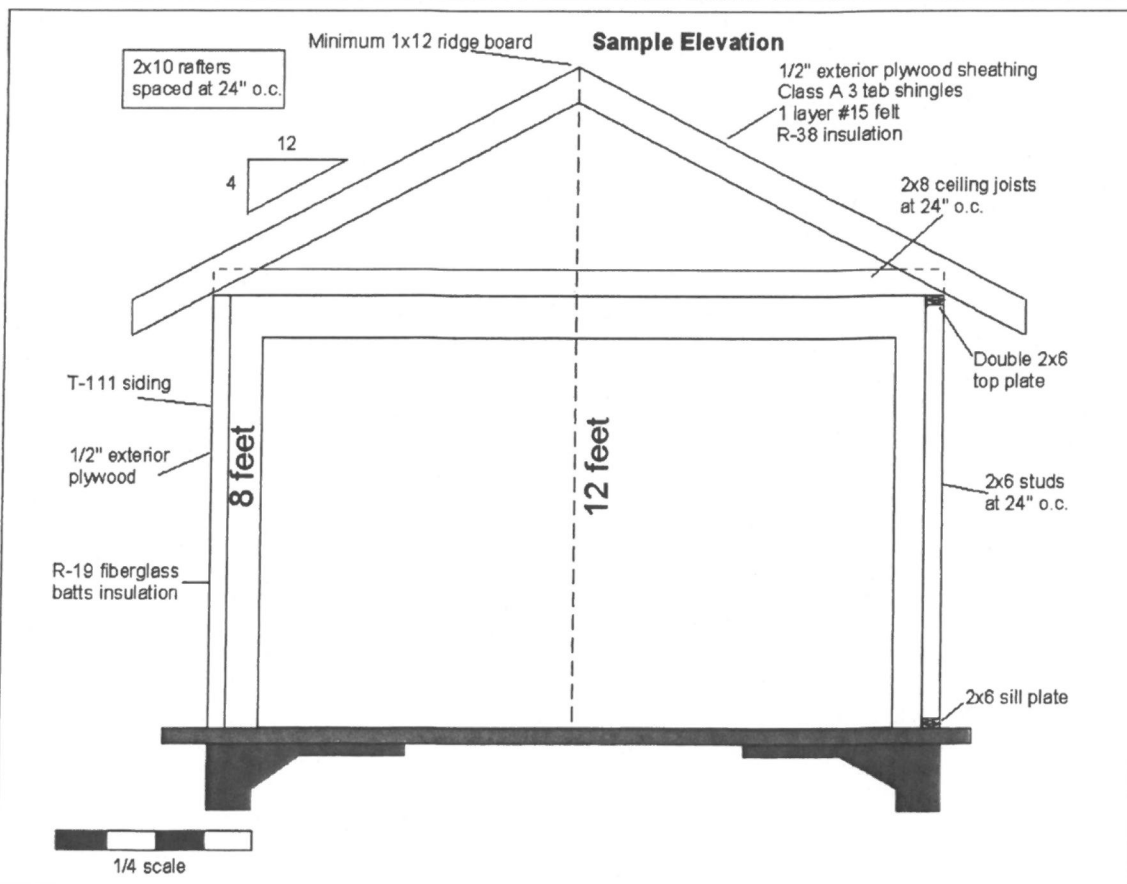 Minimum 1x12 ridge board
Sample Elevation
2x10 rafters
spaced at 24" o.c.
1/2" exterior plywood sheathing
Class A 3 tab shingles
1 layer #15 felt
R-38 insulation
12
4
2x8 ceiling joists
at 24" o.c.
Double 2x6
top plate
T-111 siding
1/2" exterior
plywood
8 feet
12 feet
2x6 studs
at 24" o.c.
R-19 fiberglass
batts insulation
2x6 sill plate
1/4 scale